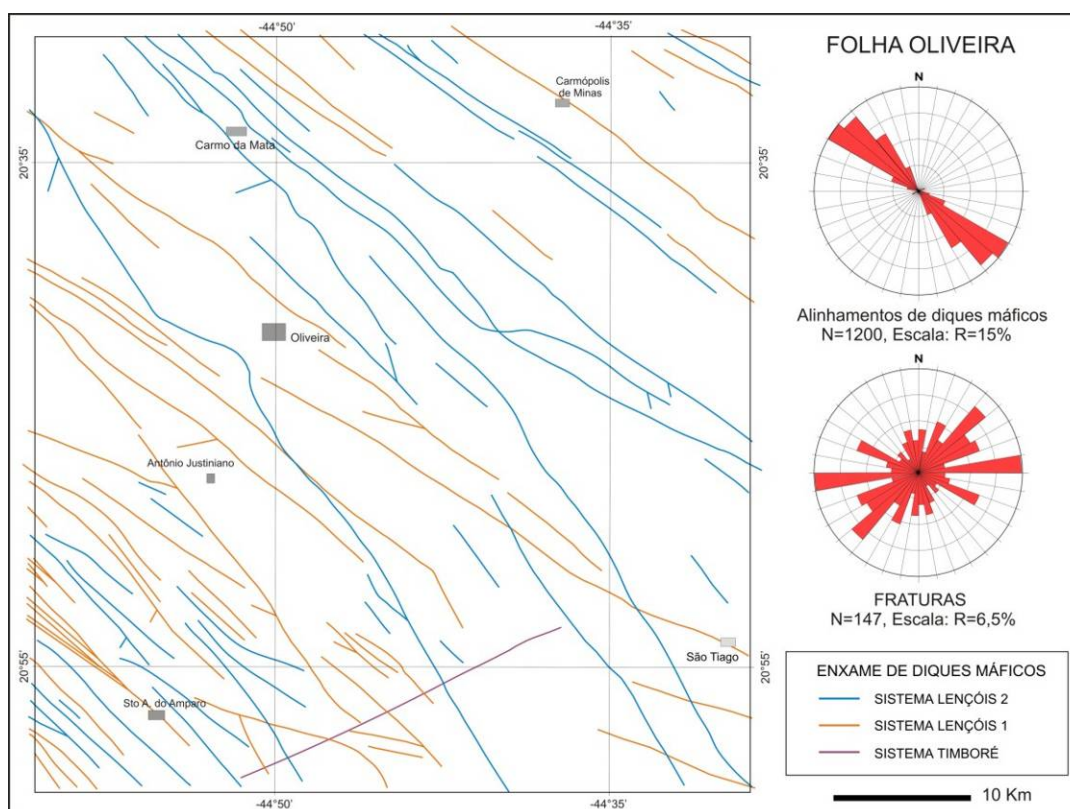 -44°50'
-44°35'
FOLHA OLIVEIRA
N
Carmópolis
de Minas
Carmo da Mata
20°35'
20°35'
Oliveira
Alinhamentos de diques máficos
N=1200, Escala: R=15%
N
Antônio Justiniano
FRATURAS
N=147, Escala: R=6,5%
São Tiago
20°55'
20°55'
ENXAME DE DIQUES MÁFICOS
SISTEMA LENÇÓIS 2
Sto A. do Amparo
SISTEMA LENÇÓIS 1
SISTEMA TIMBORÉ
-44°50'
-44°35'
10 Km